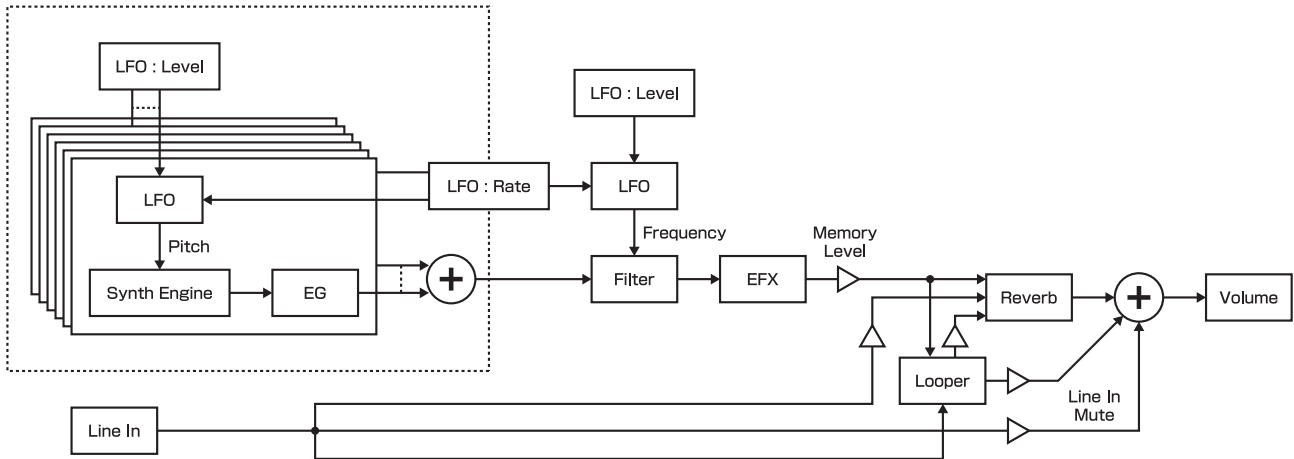 LFO : Level
LFO : Level
LFO
LFO : Rate
LFO
Pitch
Frequency
Memory
Level
Synth Engine
EG
+
Filter
EFX
Reverb
+
Volume
Looper
Line In
Mute
Line In